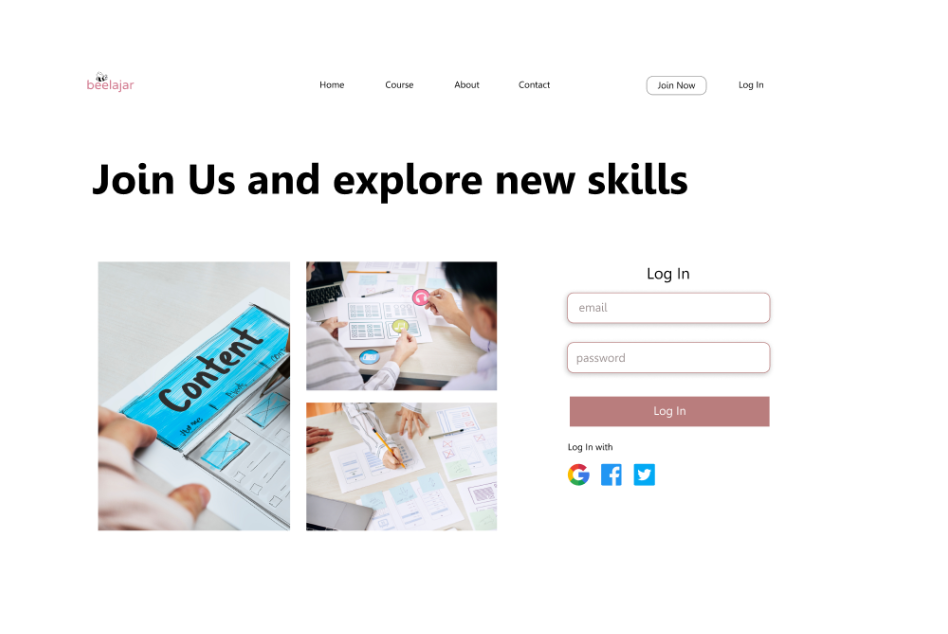 beelajar
Home
Course
About
Contact
Join Now
Log In
Join Us and explore new skills
Content
Log In
email
password
Log In
Log In with